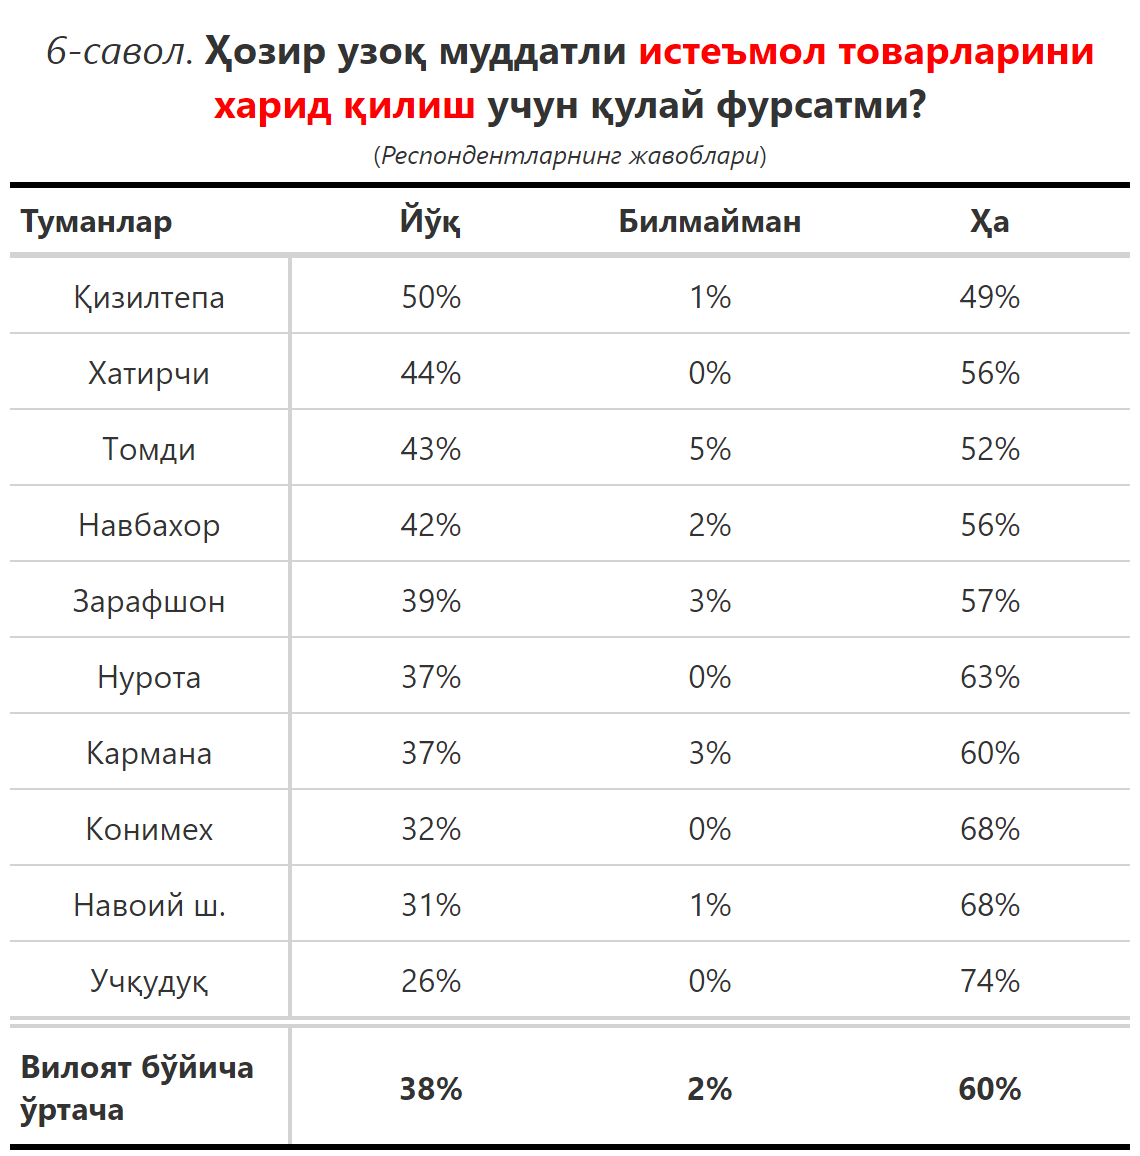 6-савол. Ҳозир узоқ муддатли истеъмол товарларини
харид қилиш учун қулай фурсатми?
(Респондентларнинг жавоблари)
Туманлар Йўқ Билмайман Ҳа
Қизилтепа 50% 1% 49%
Хатирчи 44% 0% 56%
Томди 43% 5% 52%
Навбахор 42% 2% 56%
Зарафшон 39% 3% 57%
Нурота 37% 0% 63%
Кармана 37% 3% 60%
Конимех 32% 0% 68%
Навоий ш. 31% 1% 68%
Учқудуқ 26% 0% 74%
Вилоят бўйича
ўртача 38% 2% 60%